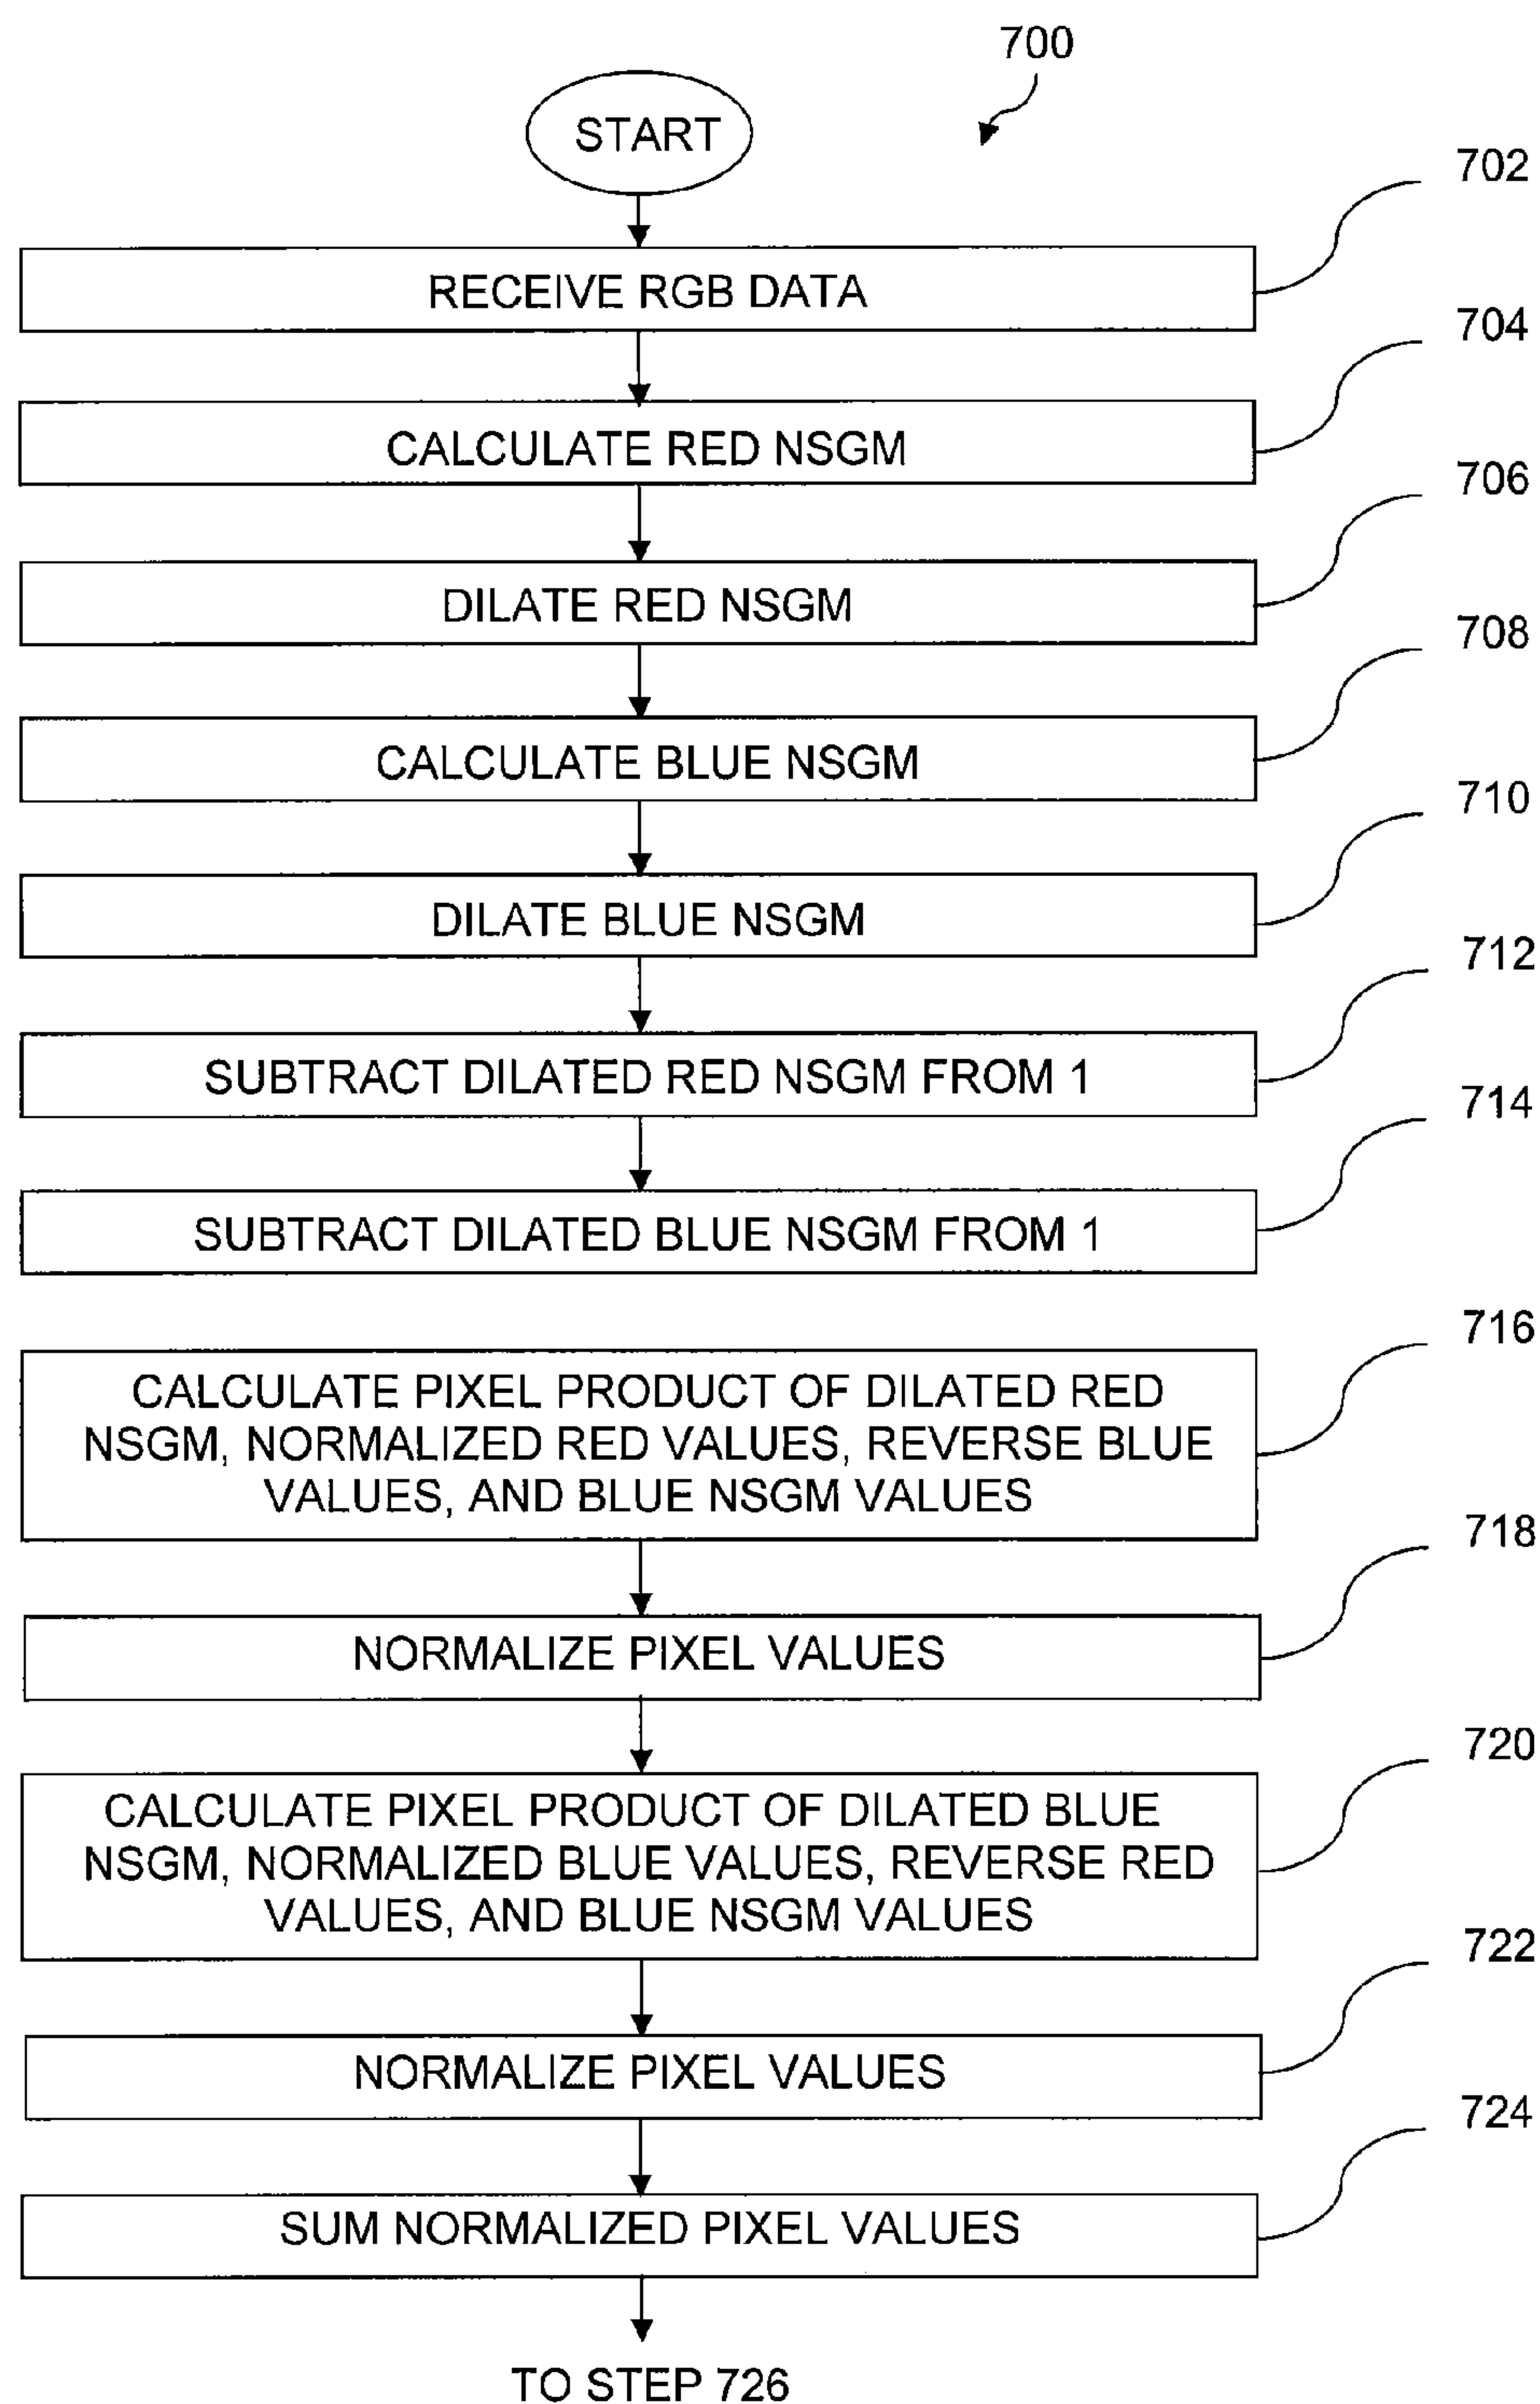 700
START
702
RECEIVE RGB DATA
704
CALCULATE RED NSGM
706
DILATE RED NSGM
708
CALCULATE BLUE NSGM
710
DILATE BLUE NSGM
712
SUBTRACT DILATED RED NSGM FROM 1
714
SUBTRACT DILATED BLUE NSGM FROM 1
716
CALCULATE PIXEL PRODUCT OF DILATED RED
NSGM, NORMALIZED RED VALUES, REVERSE BLUE
VALUES, AND BLUE NSGM VALUES
718
NORMALIZE PIXEL VALUES
720
CALCULATE PIXEL PRODUCT OF DILATED BLUE
NSGM, NORMALIZED BLUE VALUES, REVERSE RED
VALUES, AND BLUE NSGM VALUES
722
NORMALIZE PIXEL VALUES
724
SUM NORMALIZED PIXEL VALUES
TO STEP 726